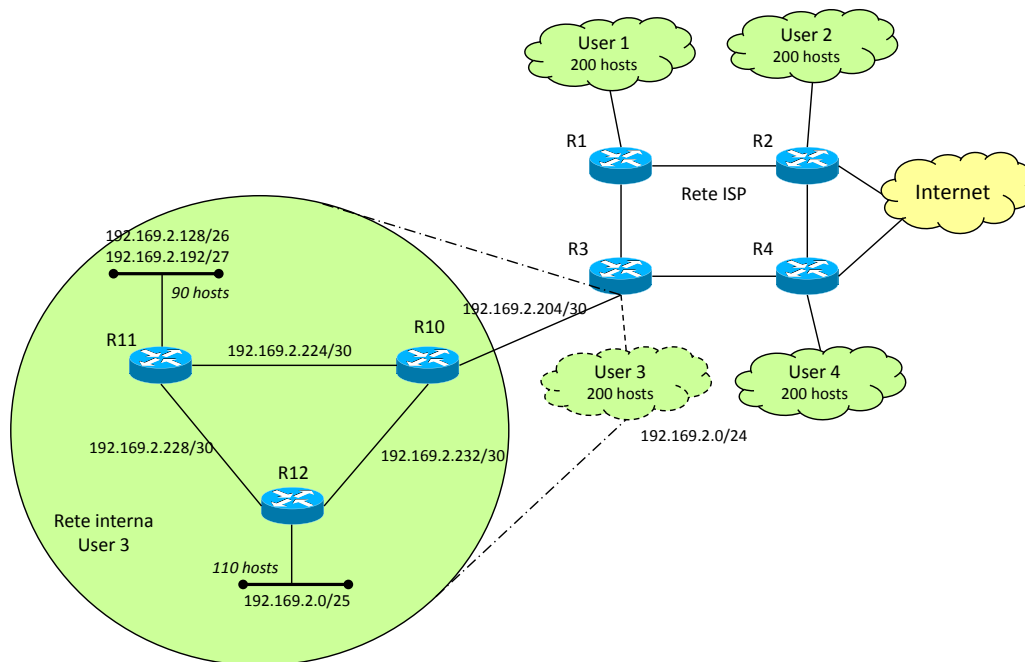 User 1
200 hosts
User 2
200 hosts
R1
R2
Rete ISP
Internet
192.169.2.128/26
192.169.2.192/27
90 hosts
R3
R4
192.169.2.204/30
R11
R10
192.169.2.224/30
User 3
200 hosts
User 4
200 hosts
192.169.2.0/24
192.169.2.228/30
192.169.2.232/30
R12
Rete interna
User 3
110 hosts
192.169.2.0/25